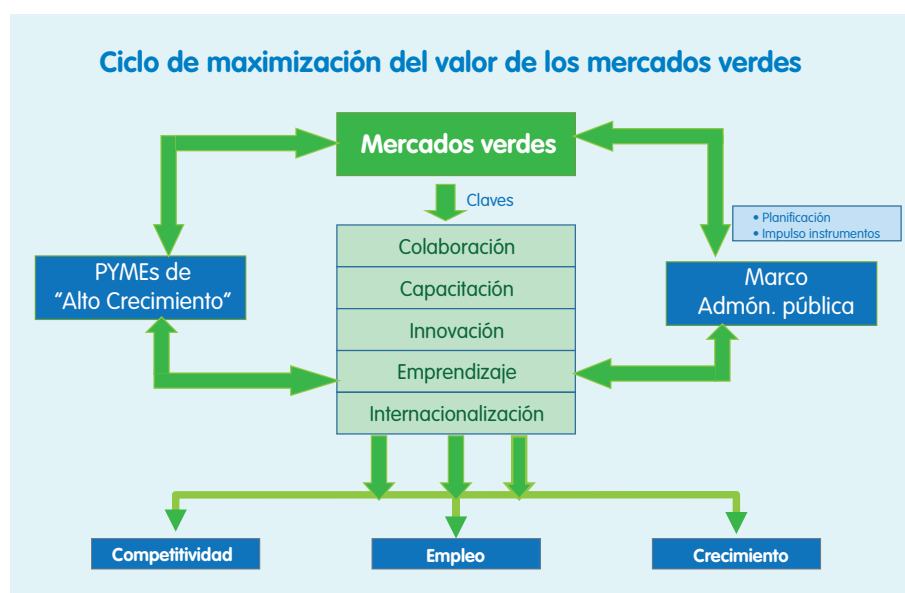 Ciclo de maximización del valor de los mercados verdes
Mercados verdes
Claves
• Planificación
• Impulso instrumentos
Colaboración
PYMEs de
“Alto Crecimiento”
Marco
Admón. pública
Capacitación
Innovación
Emprendizaje
Internacionalización
Competitividad
Empleo
Crecimiento